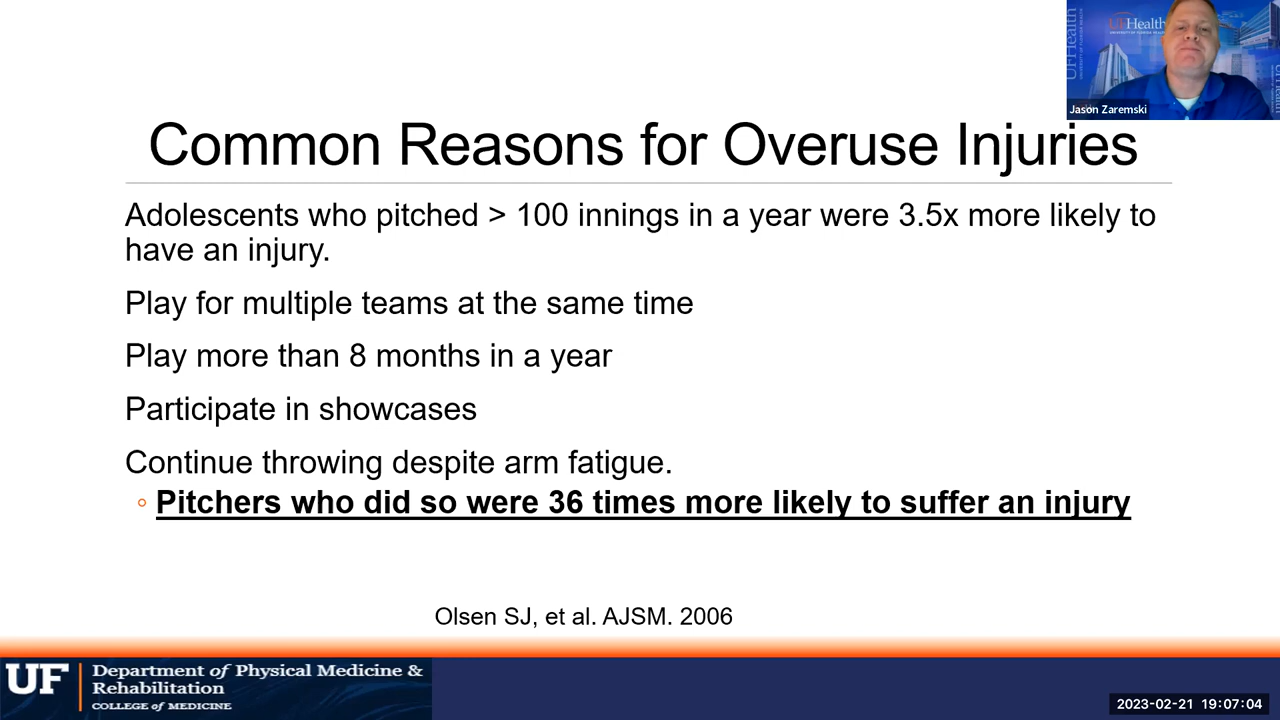 UFHealth
UNIVERSITY OF FLORIDA HEALTH
Jason Zaremski
Common Reasons for Overuse Injuries
Adolescents who pitched > 100 innings in a year were 3.5x more likely to
have an injury.
Play for multiple teams at the same time
Play more than 8 months in a year
Participate in showcases
Continue throwing despite arm fatigue.
Pitchers who did so were 36 times more likely to suffer an injury
Olsen SJ, et al. AJSM. 2006
UF
Department of Physical Medicine &
Rehabilitation
COLLEGE of MEDICINE
2023-02-21 19:07:04